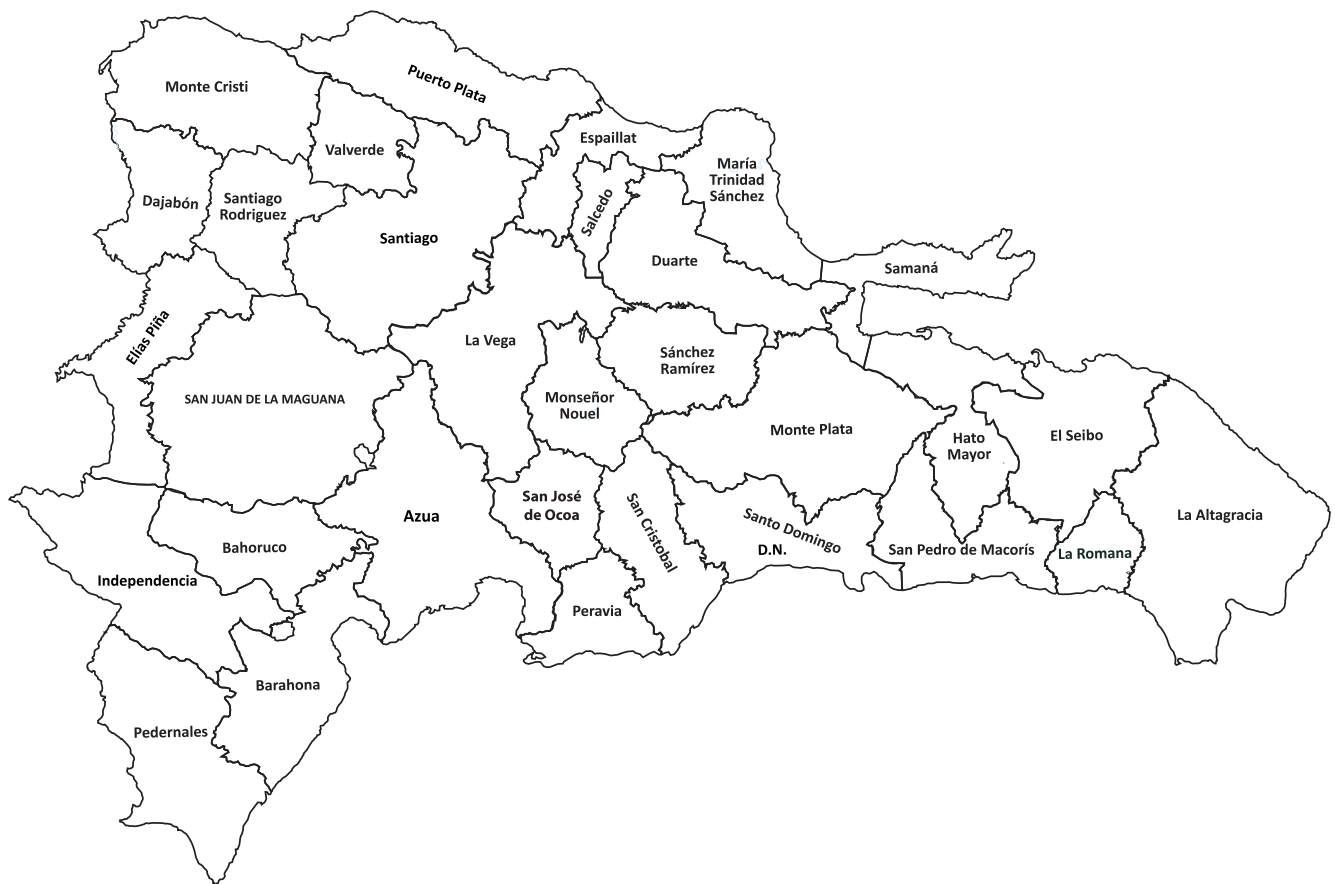 Puerto Plata
Monte Cristi
Espaillat
Valverde
María
Trinidad
Sánchez
Dajabón
Santiago
Rodriguez
Salcedo
Santiago
Duarte
Samaná
Elías Piña
La Vega
Sánchez
Ramírez
SAN JUAN DE LA MAGUANA
Monseñor
Nouel
Monte Plata
Hato
Mayor
El Seibo
San José
de Ocoa
Azua
San Cristobal
Santo Domingo
La Altagracia
Bahoruco
D.N.
San Pedro de Macorís
La Romana
Independencia
Peravia
Barahona
Pedernales